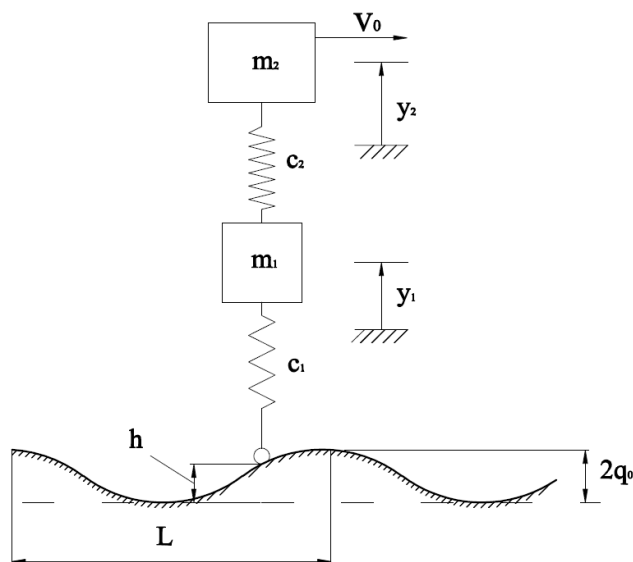 V₀
m₂
y₂
c₂
m₁
y₁
c₁
h
2q₀
L